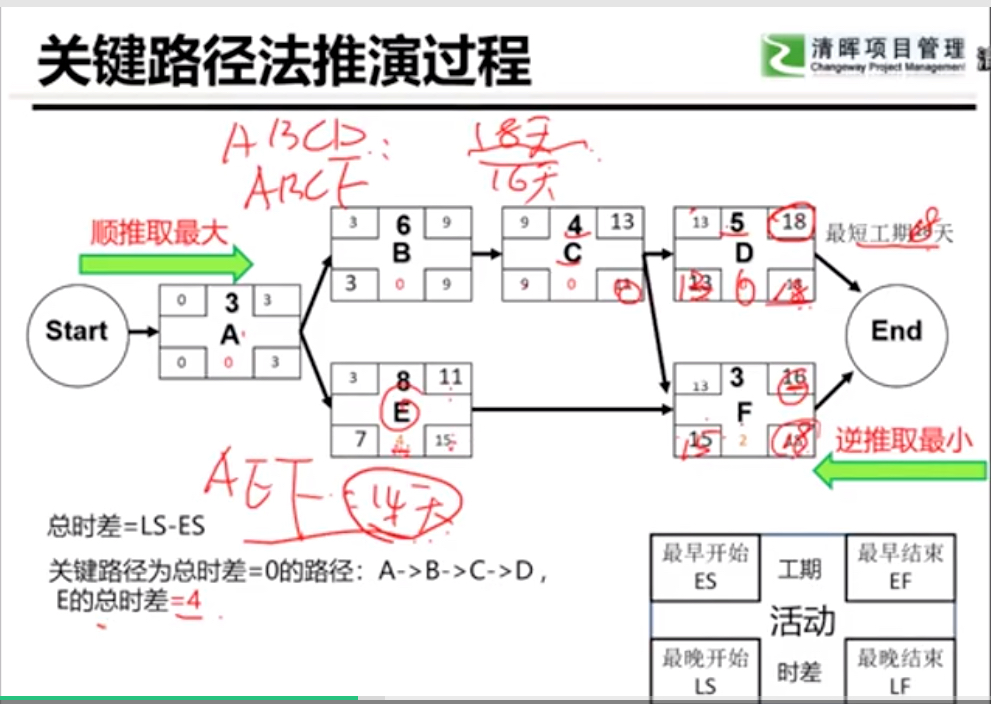 关键路径法推演过程
清晖项目管理
Changeway Project Management
ABCD: 18天
ABCF 16天
顺推取最大
3 6 9
B
3 0 9
9 4 13
C
9 0
13 5 18
D
13 0 18
最短工期18天
Start
0 3 3
A
0 0 3
End
3 8 11
E
7 4 15
13 3 16
F
15 2 18
逆推取最小
AEF=14天
总时差=LS-ES
关键路径为总时差=0的路径：A->B->C->D，
E的总时差=4
最早开始
ES
工期
最早结束
EF
活动
最晚开始
LS
时差
最晚结束
LF